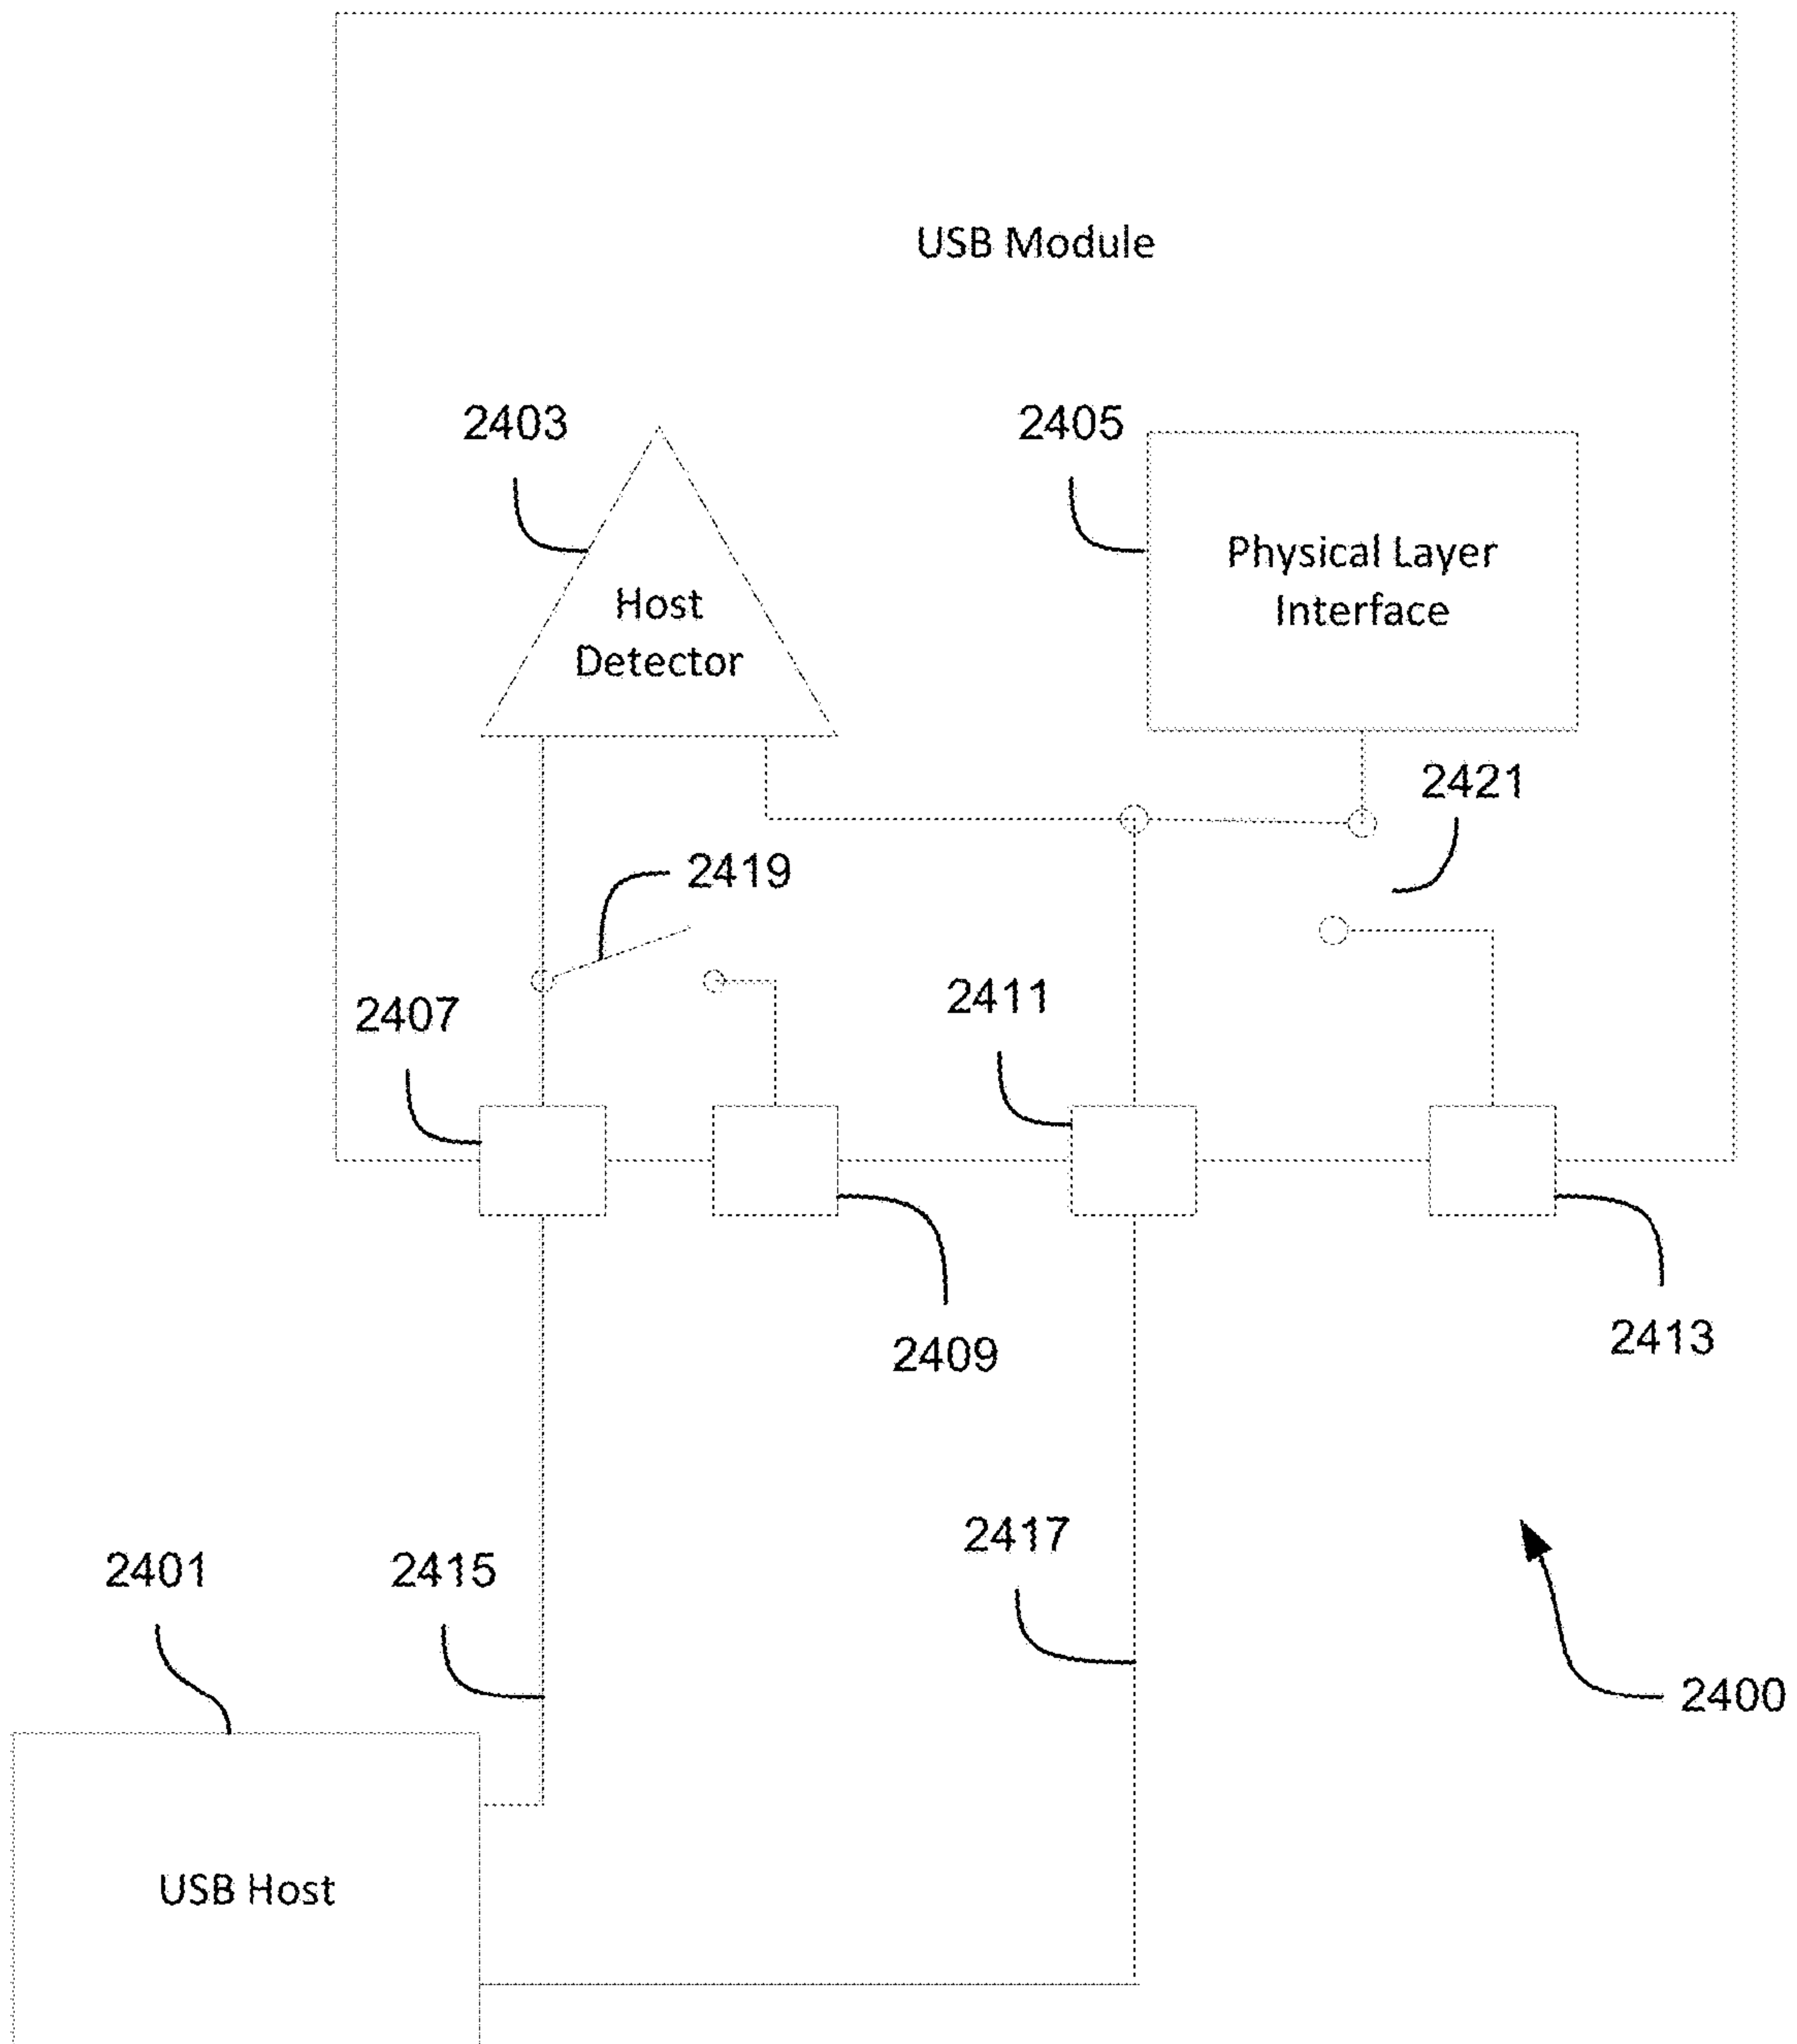 USB Module
2403
2405
Host
Detector
Physical Layer
Interface
2421
2419
2407
2411
2409
2413
2401
2415
2417
2400
USB Host